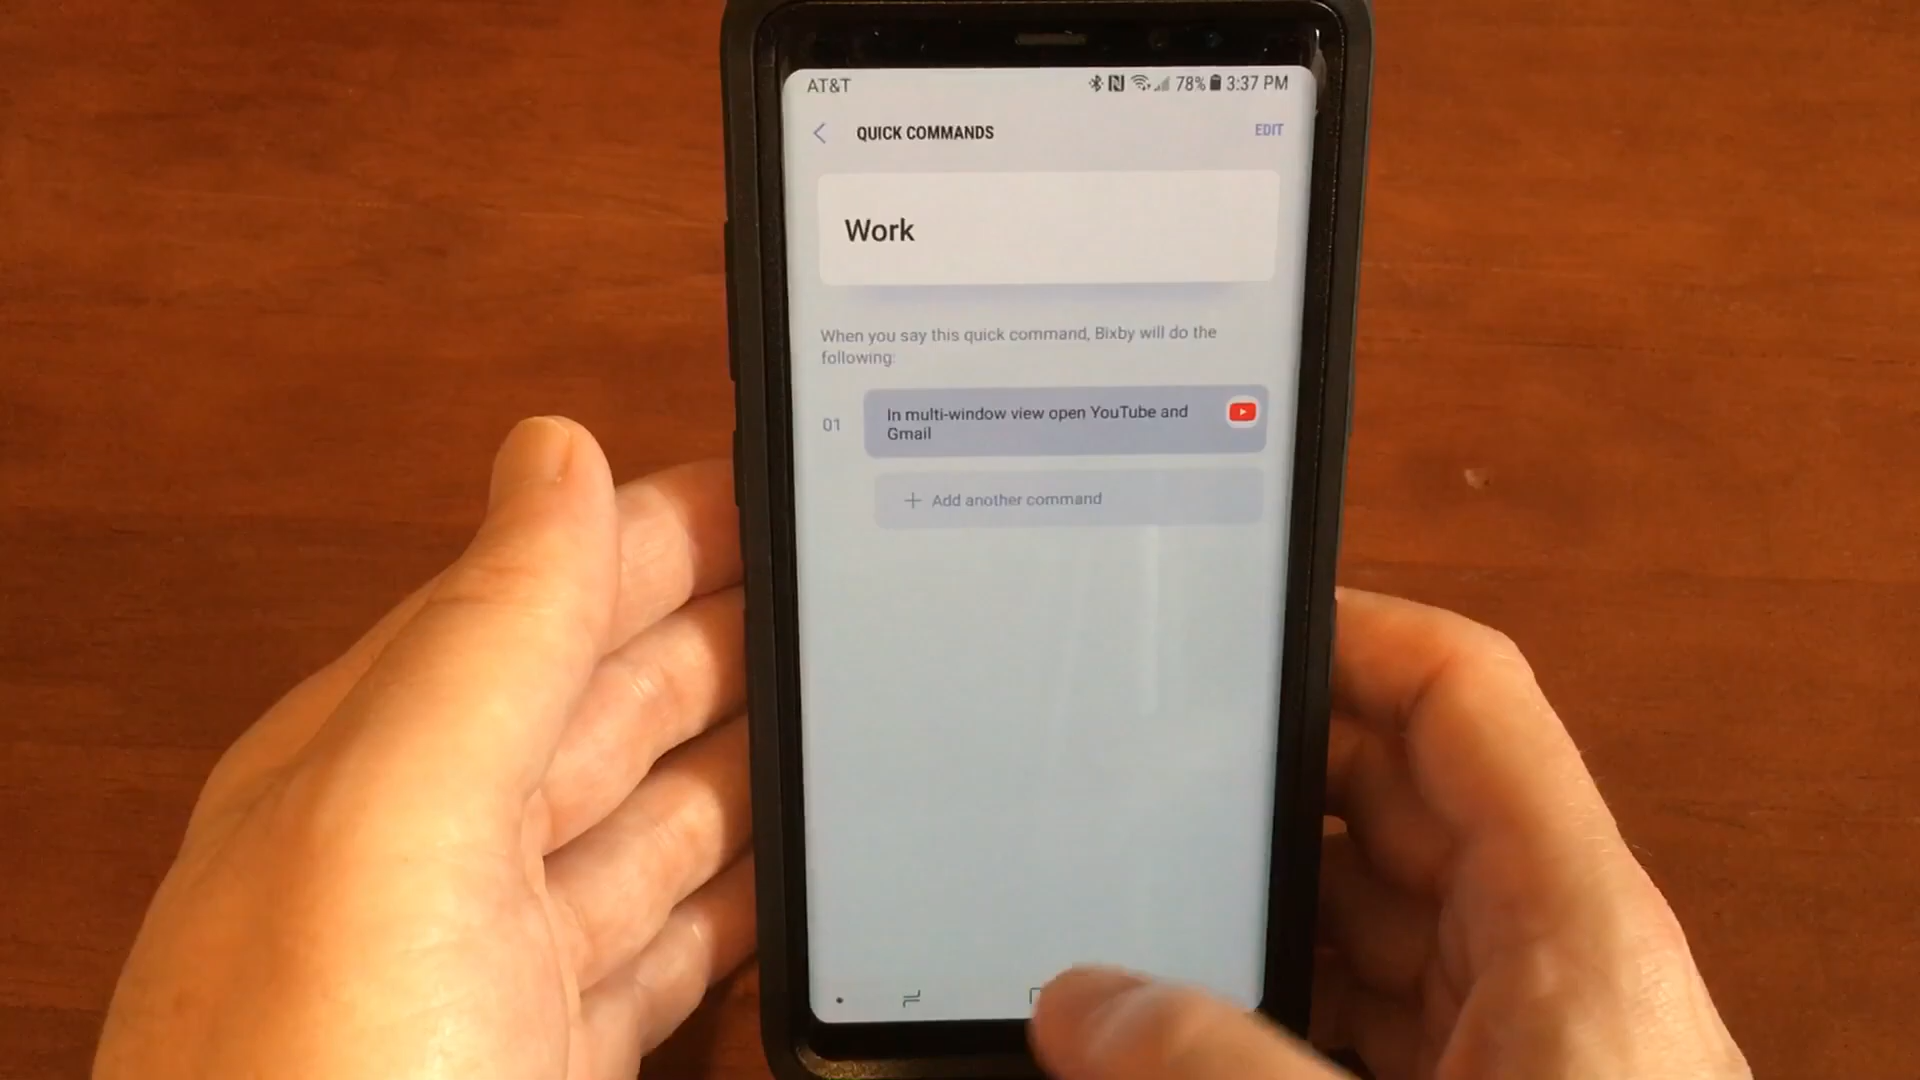 AT&T 78% 3:37 PM
QUICK COMMANDS EDIT
Work
When you say this quick command, Bixby will do the
following:
01 In multi-window view open YouTube and
Gmail
+ Add another command